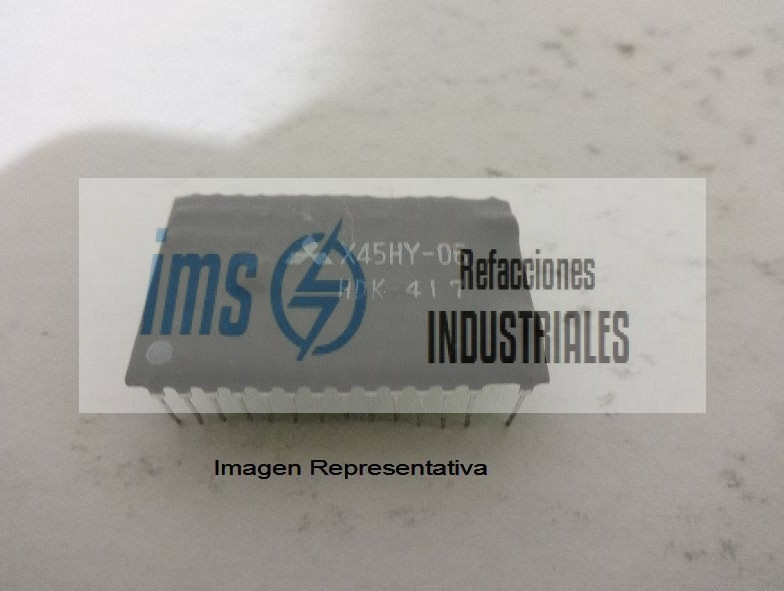 X45HY-06
HDK 417
ims
Refacciones
INDUSTRIALES
Imagen Representativa